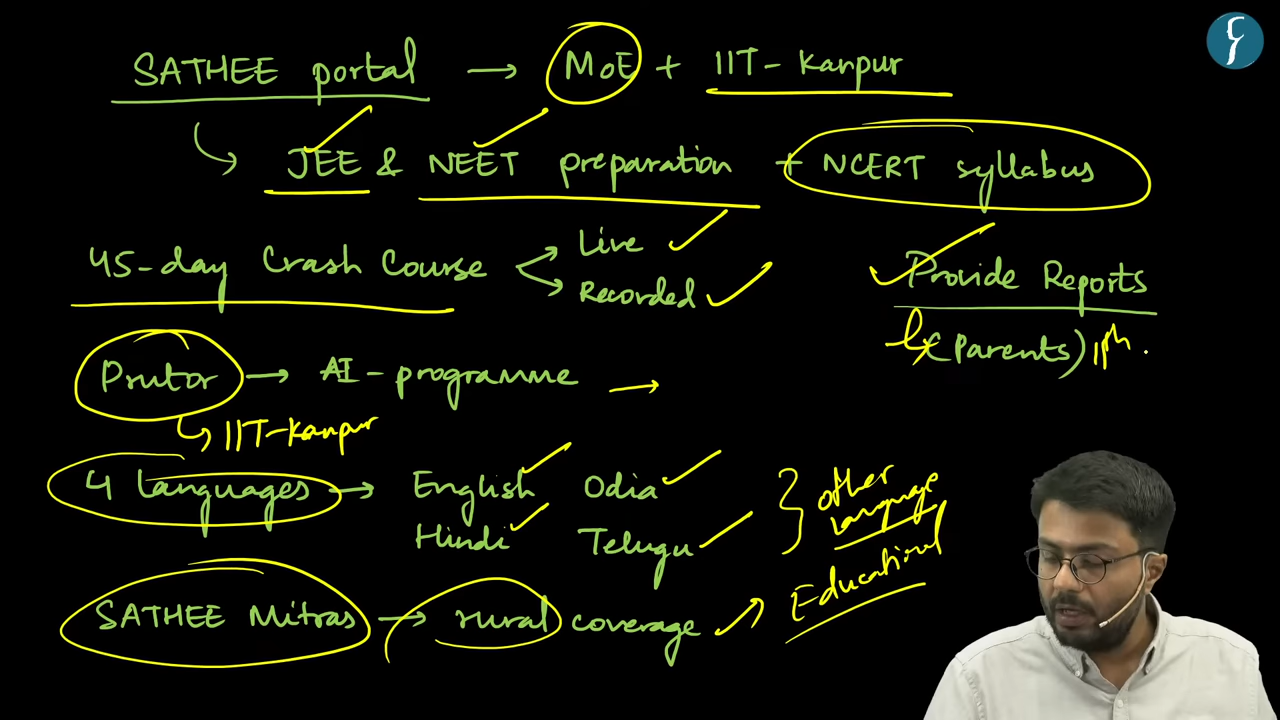 SATHEE portal → MoE + IIT-Kanpur
JEE & NEET preparation + NCERT syllabus
45-day Crash Course
Live
Recorded
Provide Reports
(Parents)
Prutor → AI-programme →
IIT-Kanpur
4 languages → English Odia
Hindi Telugu
other
language
SATHEE Mitras → rural coverage
Educational